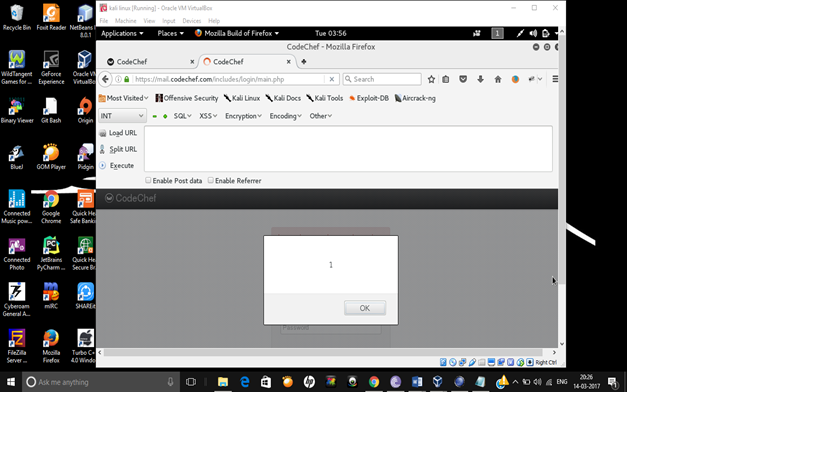 kali linux [Running] - Oracle VM VirtualBox
File Machine View Input Devices Help
Applications Places Mozilla Build of Firefox Tue 03:56 1
CodeChef - Mozilla Firefox
CodeChef CodeChef
https://mail.codechef.com/includes/login/main.php Search
Most Visited Offensive Security Kali Linux Kali Docs Kali Tools Exploit-DB Aircrack-ng
INT SQL XSS Encryption Encoding Other
Load URL
Split URL
Execute
Enable Post data Enable Referrer
CodeChef
1
OK
Password
Right Ctrl
Recycle Bin
Foxit Reader
NetBeans I 8.0.1
WildTangent Games for ...
GeForce Experience
Oracle VM VirtualBox
Binary Viewer
Git Bash
Origin
BlueJ
GOM Player
Pidgin
Connected Music pow...
Google Chrome
Quick Hea Safe Banki
Connected Photo
JetBrains PyCharm ...
Quick Hea Secure B
Cyberoam General A...
mIRC
SHAREit
FileZilla Server ...
Mozilla Firefox
Turbo C+ 4.0 Windo
Ask me anything
ENG
20:26
14-03-2017